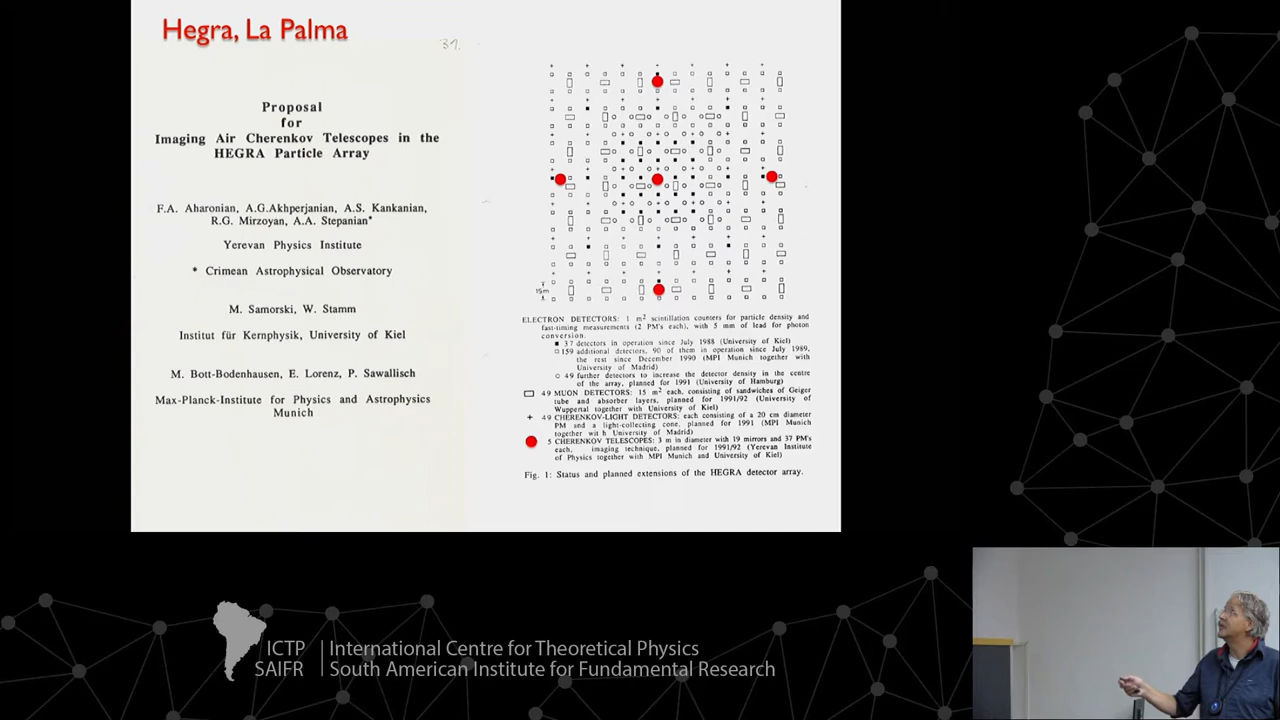 Hegra, La Palma
31.
Proposal
for
Imaging Air Cherenkov Telescopes in the
HEGRA Particle Array
F.A. Aharonian, A.G.Akhperjanian, A.S. Kankanian,
R.G. Mirzoyan, A.A. Stepanian*
Yerevan Physics Institute
* Crimean Astrophysical Observatory
M. Samorski, W. Stamm
Institut für Kernphysik, University of Kiel
M. Bott-Bodenhausen, E. Lorenz, P. Sawallisch
Max-Planck-Institute for Physics and Astrophysics
Munich
15m
ELECTRON DETECTORS: 1 m² scintillation counters for particle density and
fast-timing measurements (2 PM's each), with 5 mm of lead for photon
conversion.
37 detectors in operation since July 1988 (University of Kiel)
159 additional detectors, 90 of them in operation since July 1989,
the rest since December 1990 (MPI Munich together with
University of Madrid)
49 further detectors to increase the detector density in the centre
of the array, planned for 1991 (University of Hamburg)
49 MUON DETECTORS: 15 m² each, consisting of sandwiches of Geiger
tube and absorber layers, planned for 1991/92 (University of
Wuppertal together with University of Kiel)
+ 49 CHERENKOV-LIGHT DETECTORS: each consisting of a 20 cm diameter
PM and a light-collecting cone, planned for 1991 (MPI Munich
together wit h University of Madrid)
5 CHERENKOV TELESCOPES: 3 m in diameter with 19 mirrors and 37 PM's
each, imaging technique, planned for 1991/92 (Yerevan Institute
of Physics together with MPI Munich and University of Kiel)
Fig. 1: Status and planned extensions of the HEGRA detector array.
ICTP
SAIFR
International Centre for Theoretical Physics
South American Institute for Fundamental Research